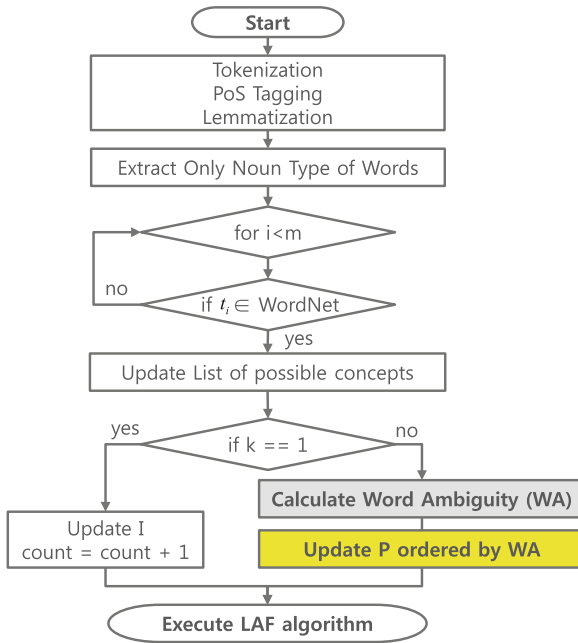 Start
Tokenization
PoS Tagging
Lemmatization
Extract Only Noun Type of Words
for i<m
no
if tᵢ ∈ WordNet
yes
Update List of possible concepts
yes
if k == 1
no
Calculate Word Ambiguity (WA)
Update I
count = count + 1
Update P ordered by WA
Execute LAF algorithm